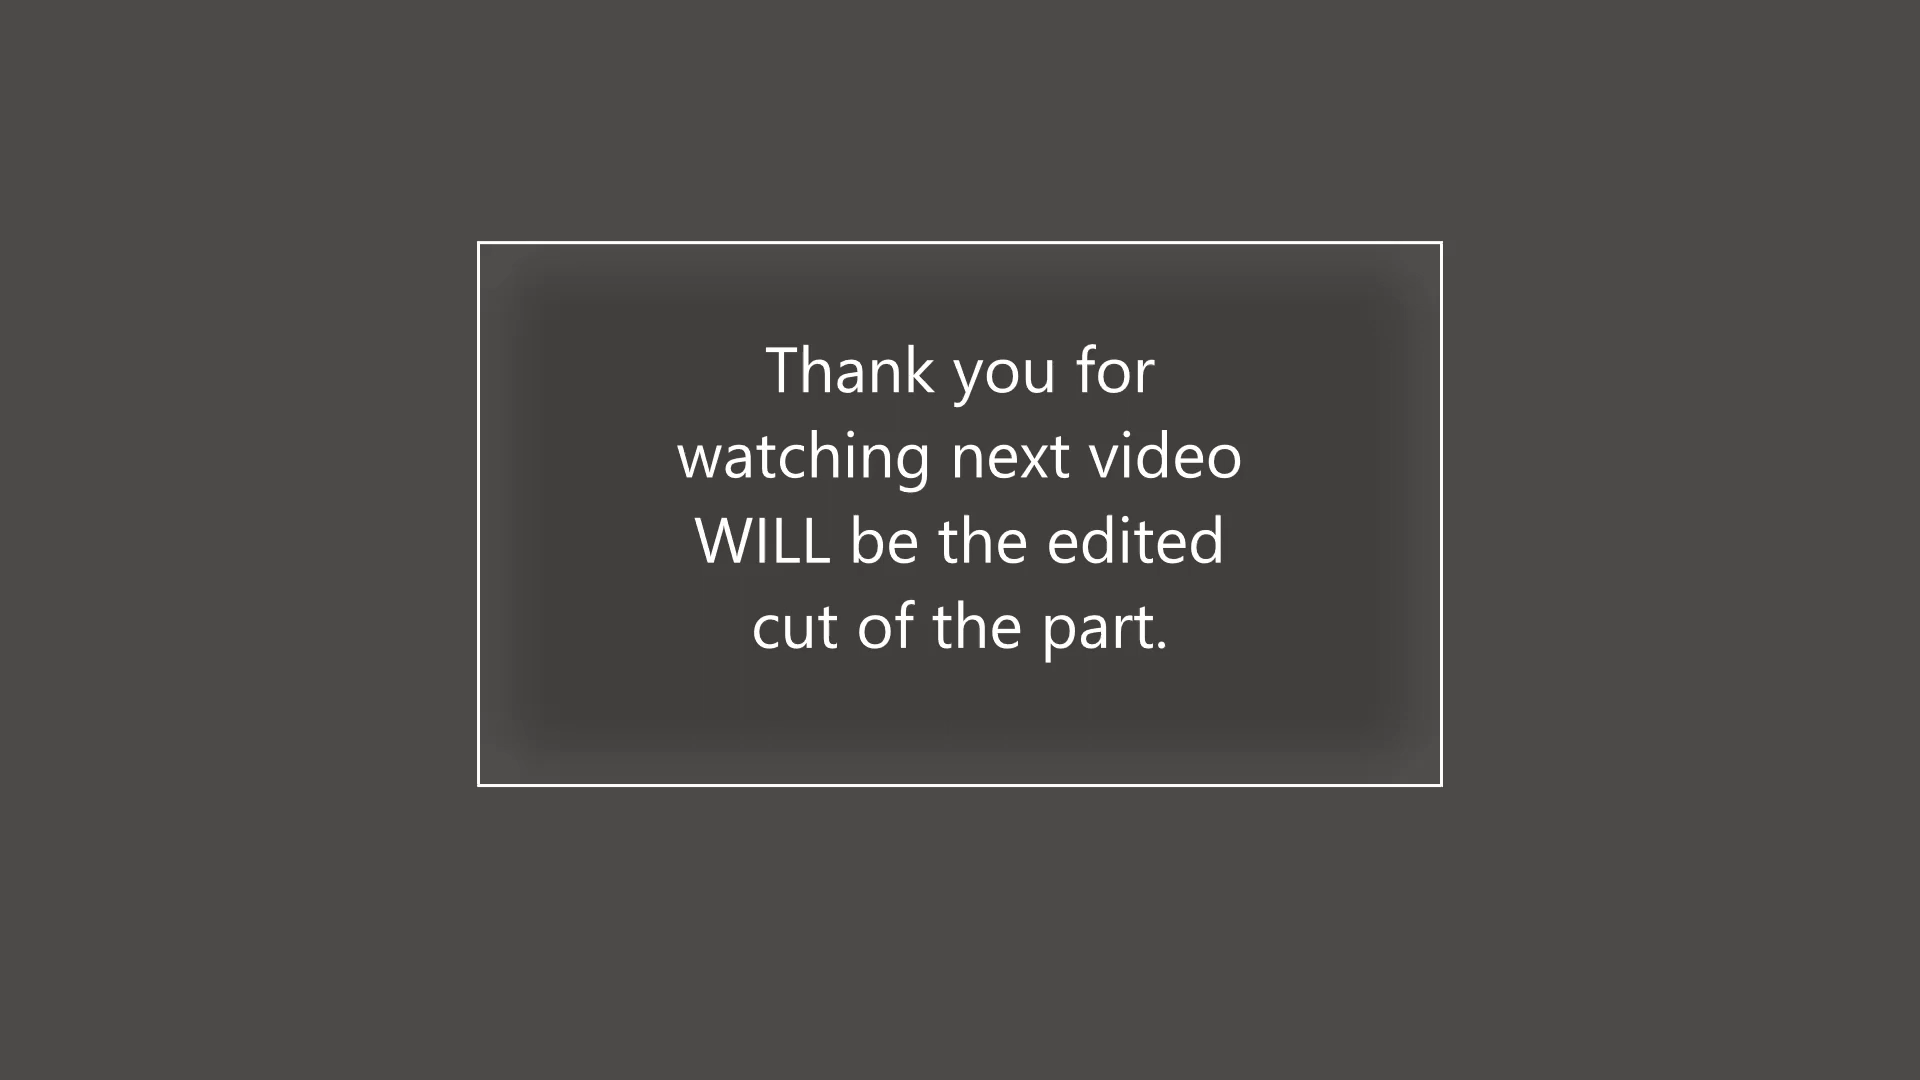 Thank you for
watching next video
WILL be the edited
cut of the part.